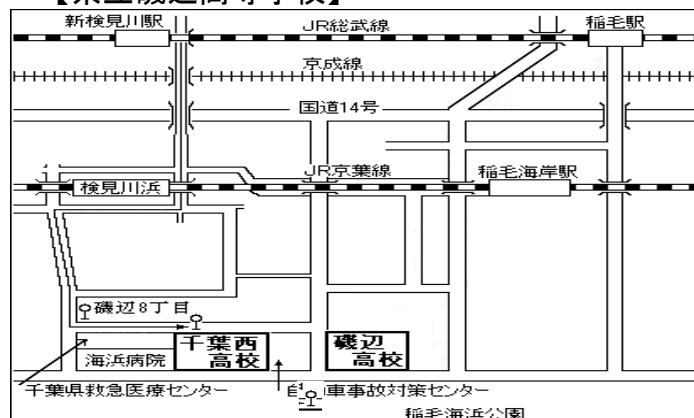 新検見川駅
JR総武線
稲毛駅
京成線
国道14号
JR京葉線
稲毛海岸駅
検見川浜
磯辺8丁目
千葉西
高校
磯辺
高校
海浜病院
千葉県救急医療センター
車事故対策センター
稲毛海浜公園